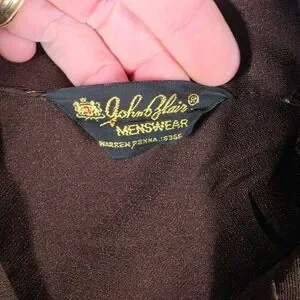 John Blair ®
MENSWEAR
WARREN PENNA. 16366